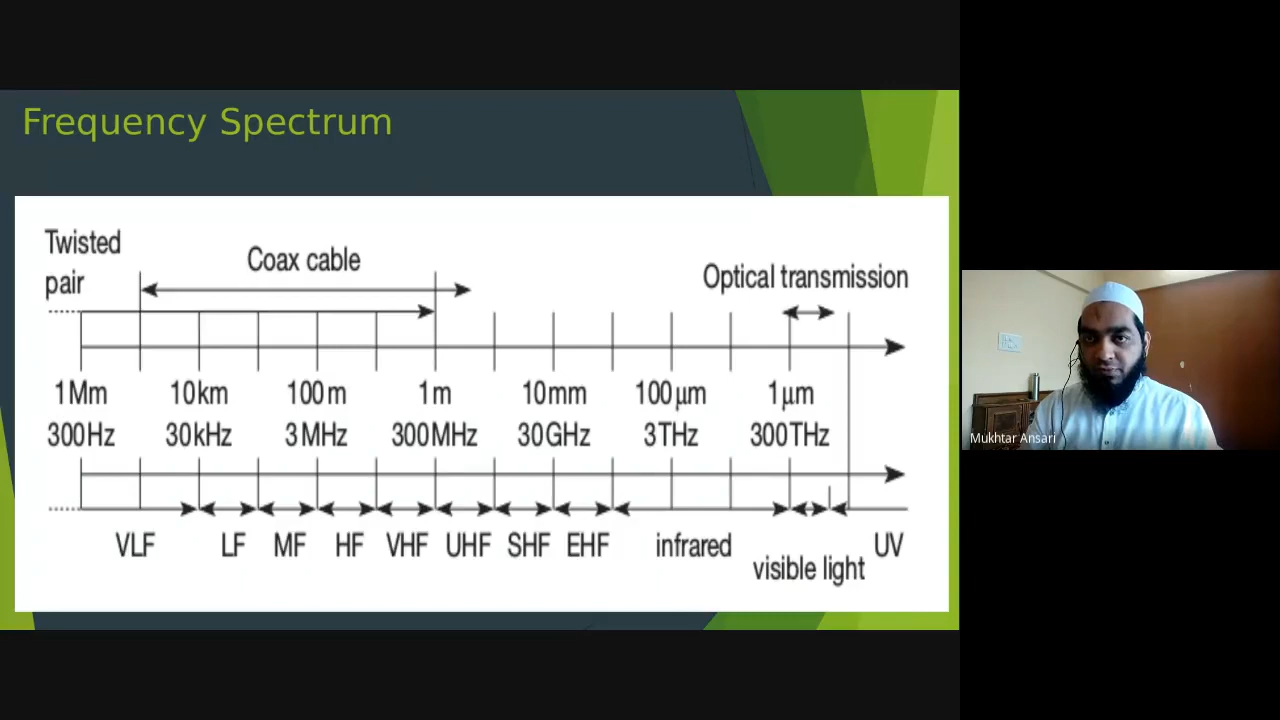 Frequency Spectrum
Twisted
pair
Coax cable
Optical transmission
1 Mm 10 km 100 m 1 m 10 mm 100 µm 1 µm
300 Hz 30 kHz 3 MHz 300 MHz 30 GHz 3 THz 300 THz
VLF LF MF HF VHF UHF SHF EHF infrared UV
visible light
Mukhtar Ansari